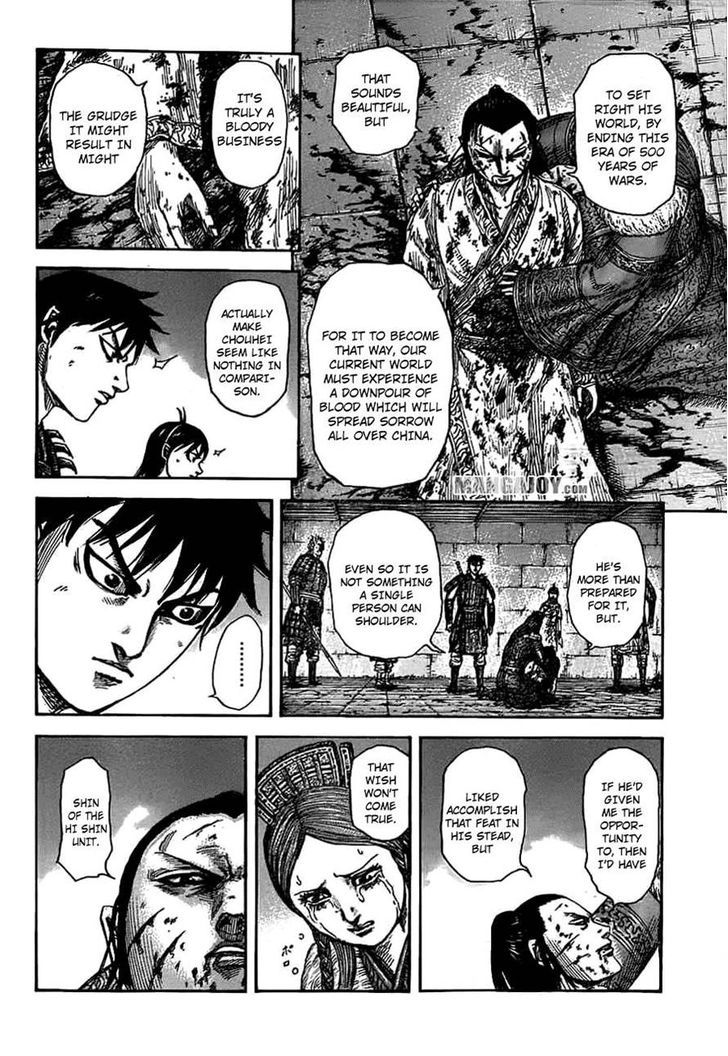 TO SET
RIGHT HIS
WORLD, BY
ENDING THIS
ERA OF 500
YEARS OF
WARS.
THAT
SOUNDS
BEAUTIFUL,
BUT
FOR IT TO BECOME
THAT WAY, OUR
CURRENT WORLD
MUST EXPERIENCE
A DOWNPOUR OF
BLOOD WHICH WILL
SPREAD SORROW
ALL OVER CHINA.
MANGAJOY.com
IT'S
TRULY A
BLOODY
BUSINESS
THE GRUDGE
IT MIGHT
RESULT IN
MIGHT
ACTUALLY
MAKE
CHOUHEI
SEEM LIKE
NOTHING IN
COMPARI-
SON.
HE'S
MORE THAN
PREPARED
FOR IT,
BUT.
EVEN SO IT IS
NOT SOMETHING
A SINGLE
PERSON CAN
SHOULDER.
.........
IF HE'D
GIVEN ME
THE OPPOR-
TUNITY TO,
THEN I'D
HAVE
LIKED
ACCOMPLISH
THAT FEAT IN
HIS STEAD,
BUT
THAT
WISH
WON'T
COME
TRUE.
ポロ
SHIN OF
THE HI SHIN
UNIT.